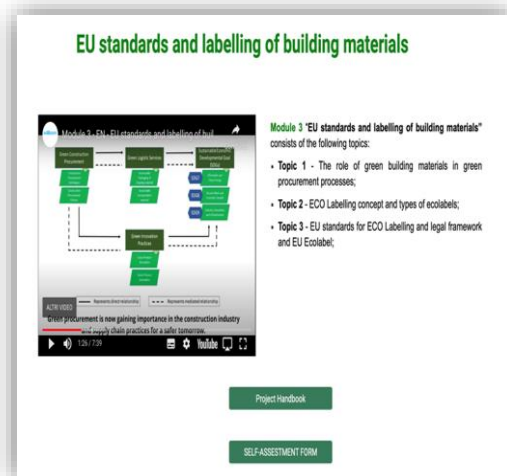 EU standards and labelling of building materials
Module 3 - EN - EU standards and labelling of buil...
Green Construction
Procurement
Green Logistic Services
Developmental Goal
Green Innovation
Practices
Represents direct relationship
Represents mediated relationship
ALTRI VIDEO
Green procurement is now gaining importance in the construction industry
and supply chain practices for a safer tomorrow.
1:26 / 7:39
YouTube
Module 3 "EU standards and labelling of building materials"
consists of the following topics:
Topic 1 - The role of green building materials in green
procurement processes;
Topic 2 - ECO Labelling concept and types of ecolabels;
Topic 3 - EU standards for ECO Labelling and legal framework
and EU Ecolabel;
Project Handbook
SELF-ASSESTMENT FORM